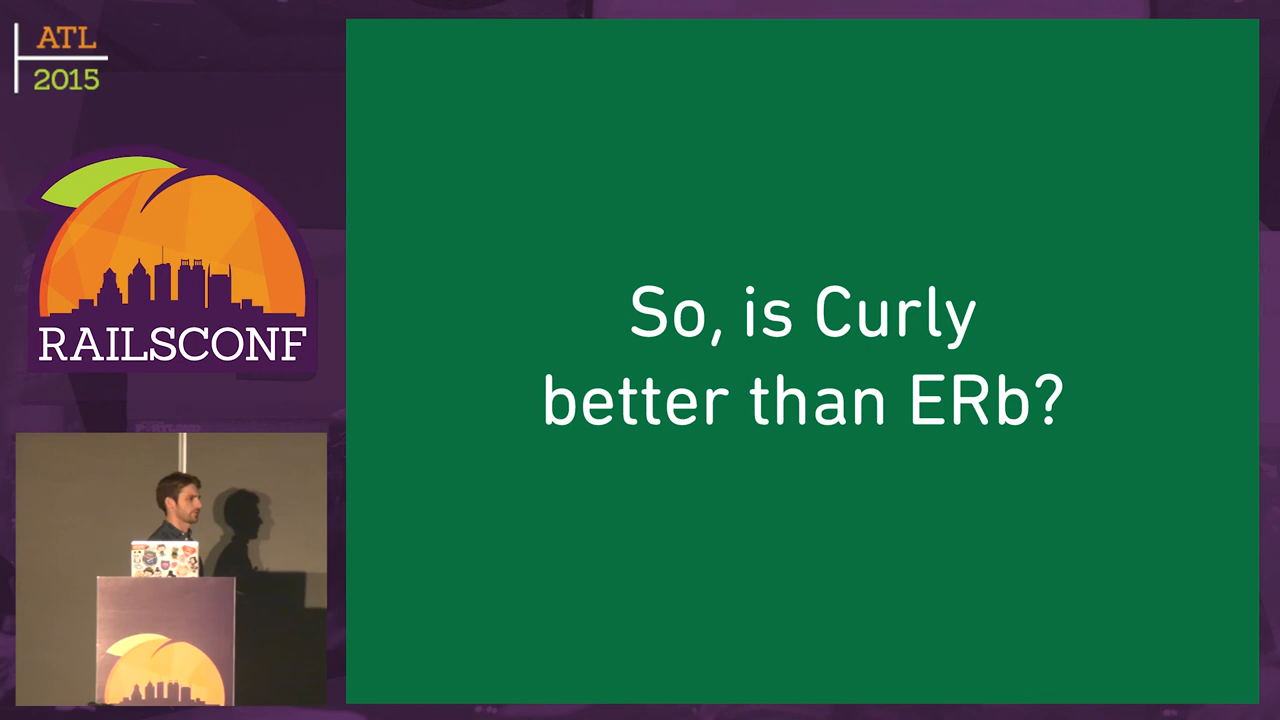 ATL
2015
RAILSCONF
So, is Curly
better than ERb?